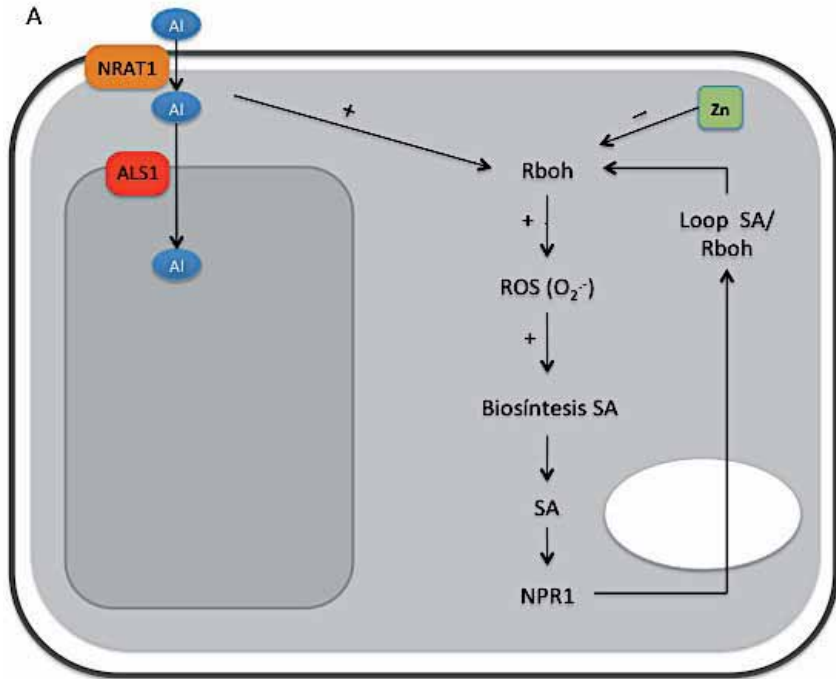 A
Al
NRAT1
Al
+
−
Zn
ALS1
Rboh
+
Loop SA/
Rboh
Al
ROS (O₂·⁻)
+
Biosíntesis SA
SA
NPR1